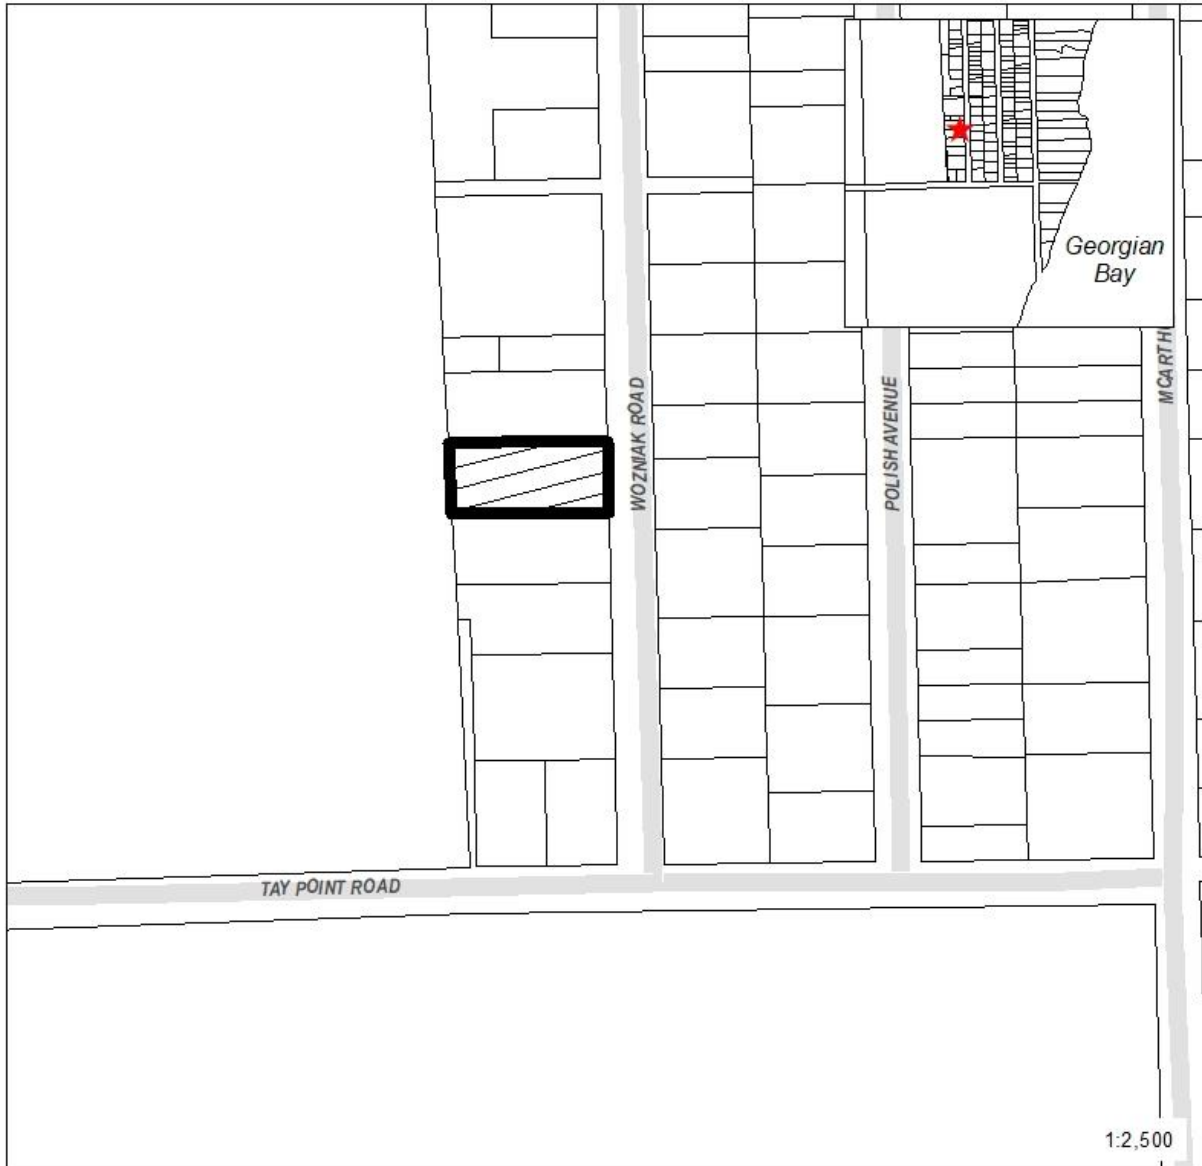 Georgian
Bay
WOZNIAK ROAD
POLISH AVENUE
MCARTH
TAY POINT ROAD
1:2,500